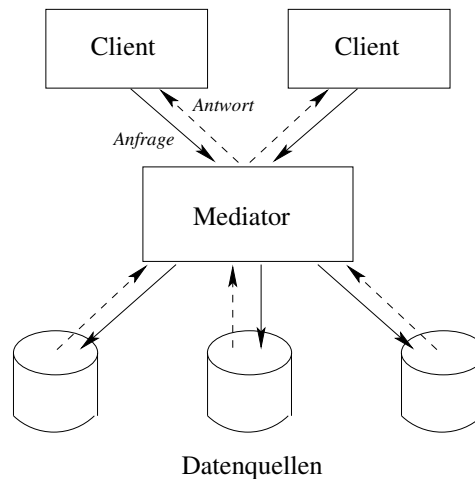 Client
Client
Antwort
Anfrage
Mediator
Datenquellen